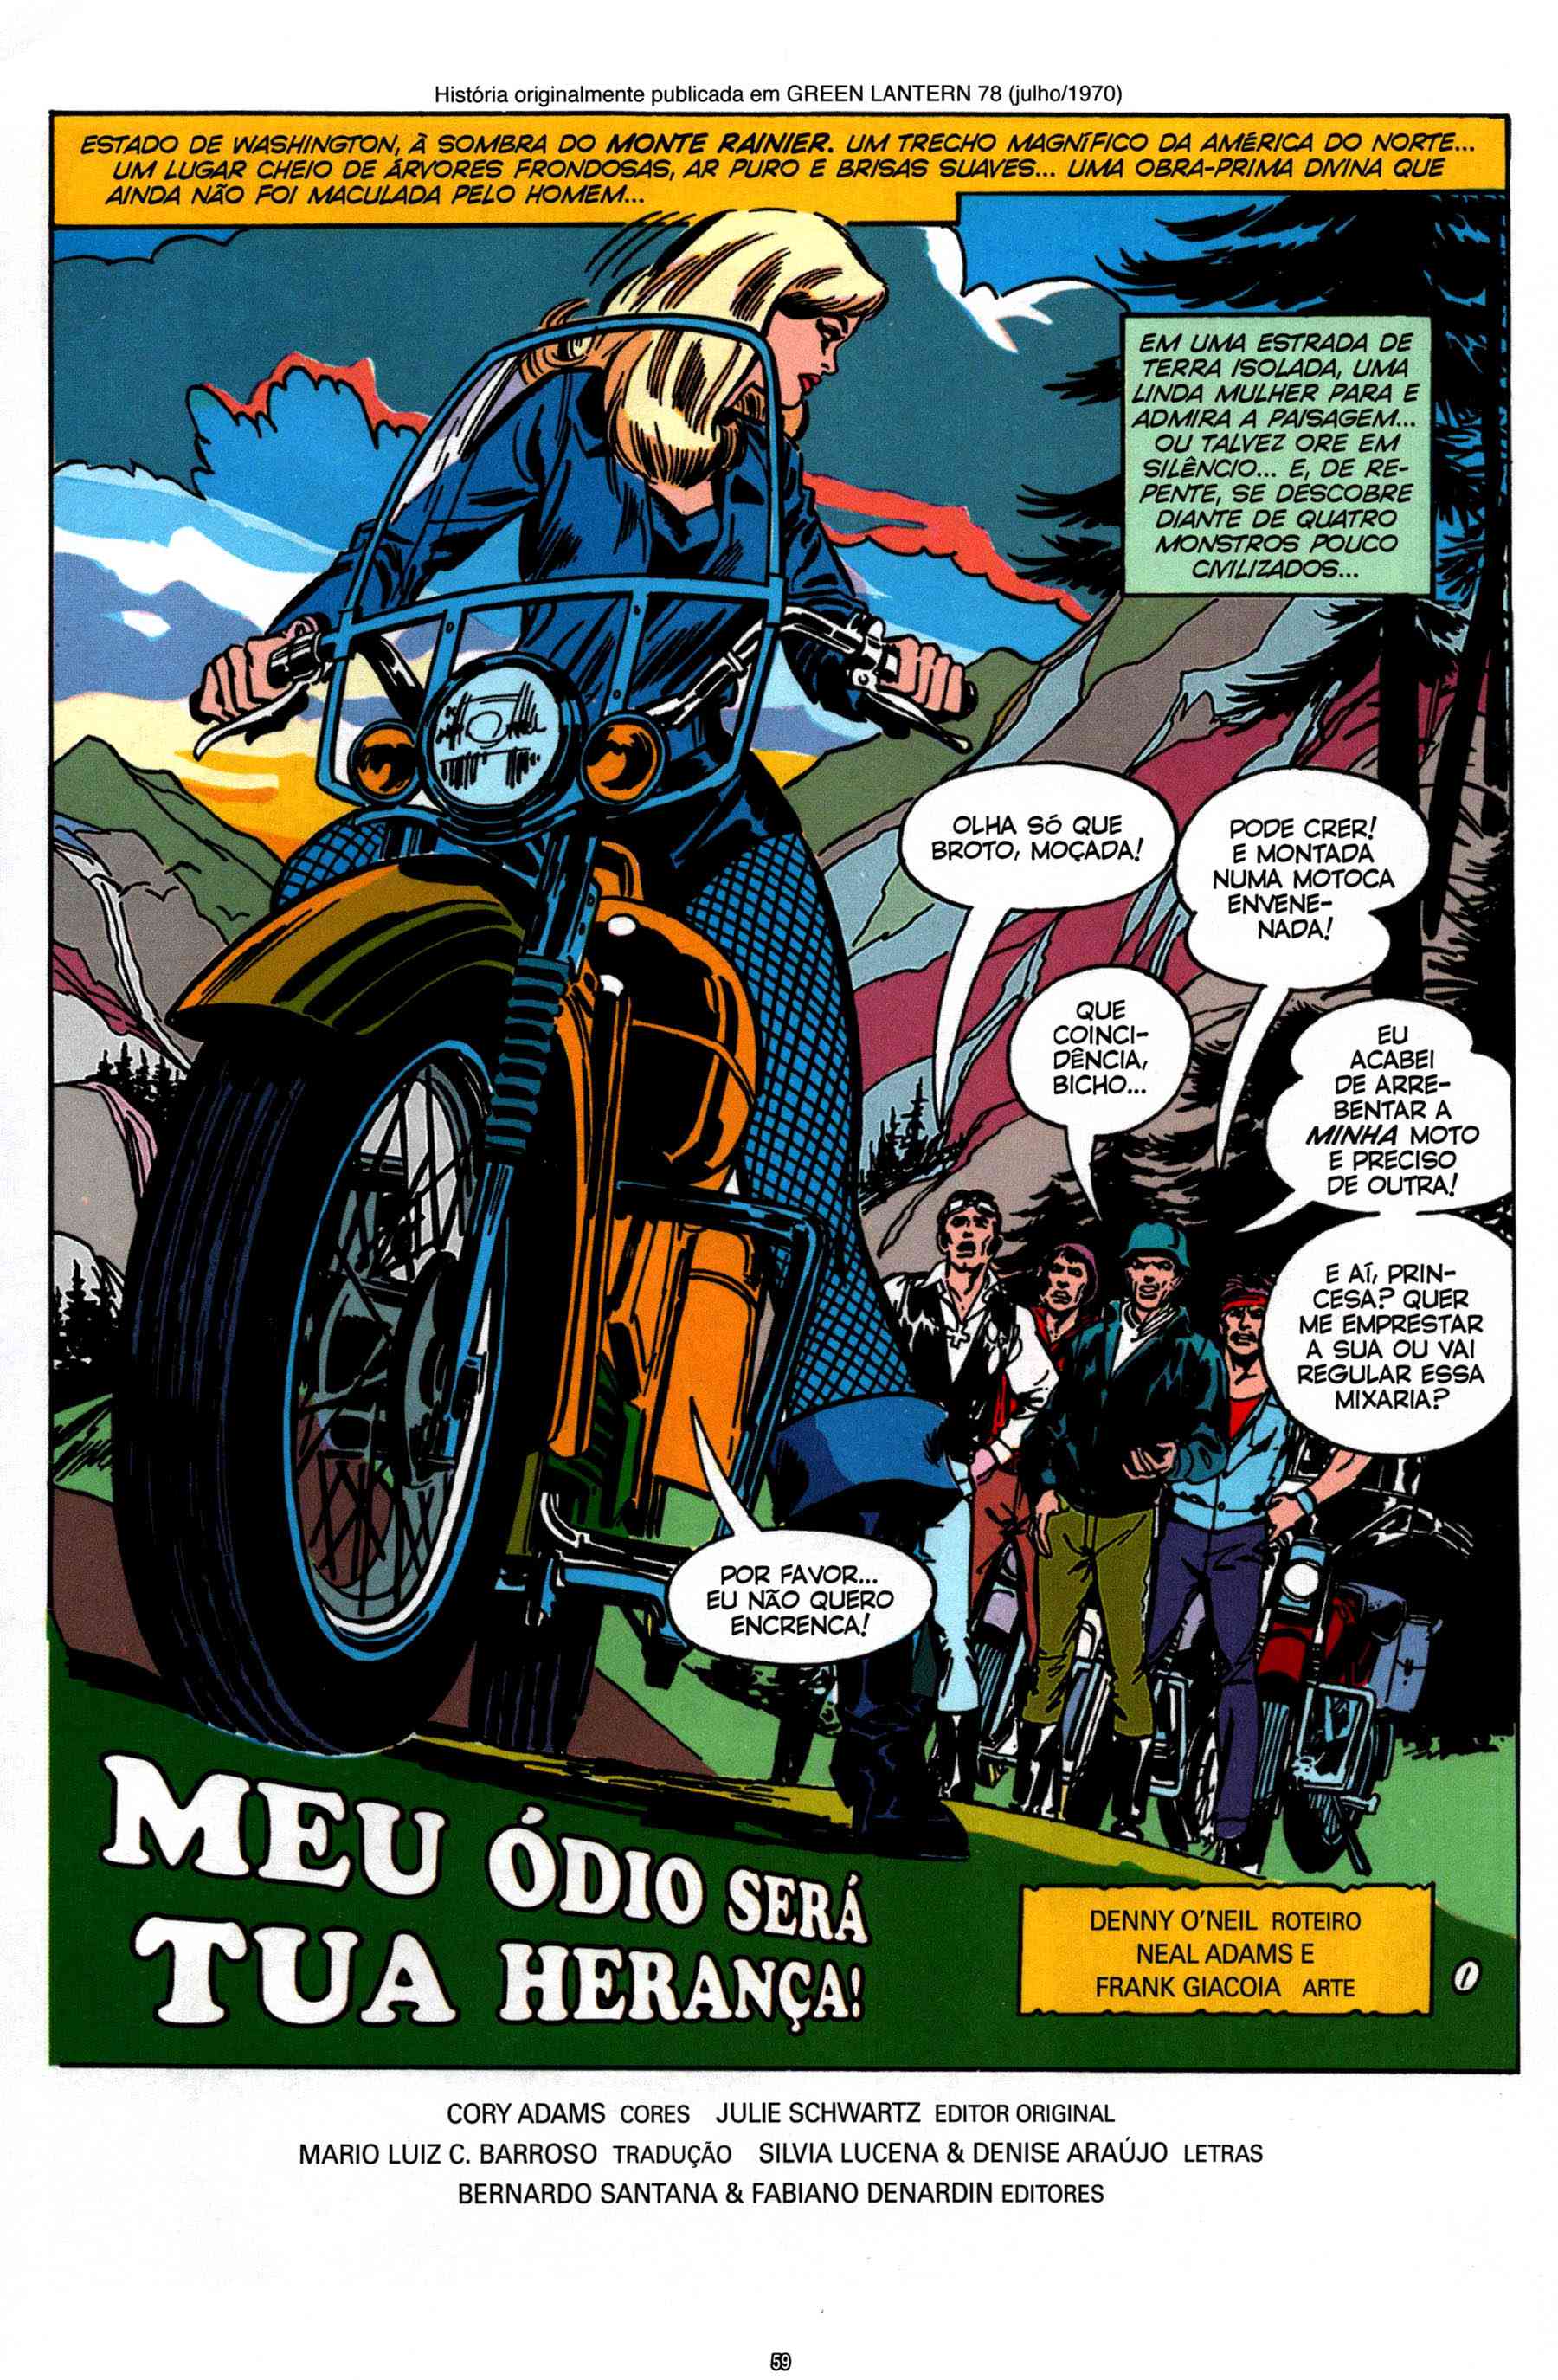 História originalmente publicada em GREEN LANTERN 78 (julho/1970)
ESTADO DE WASHINGTON, À SOMBRA DO MONTE RAINIER. UM TRECHO MAGNÍFICO DA AMÉRICA DO NORTE...
UM LUGAR CHEIO DE ÁRVORES FRONDOSAS, AR PURO E BRISAS SUAVES... UMA OBRA-PRIMA DIVINA QUE
AINDA NÃO FOI MACULADA PELO HOMEM...
EM UMA ESTRADA DE
TERRA ISOLADA, UMA
LINDA MULHER PARA E
ADMIRA A PAISAGEM...
OU TALVEZ ORE EM
SILÊNCIO... E, DE RE-
PENTE, SE DESCOBRE
DIANTE DE QUATRO
MONSTROS POUCO
CIVILIZADOS...
OLHA SÓ QUE
BROTO, MOÇADA!
PODE CRER!
E MONTADA
NUMA MOTOCA
ENVENE-
NADA!
QUE
COINCI-
DÊNCIA,
BICHO...
EU
ACABEI
DE ARRE-
BENTAR A
MINHA MOTO
E PRECISO
DE OUTRA!
E AÍ, PRIN-
CESA? QUER
ME EMPRESTAR
A SUA OU VAI
REGULAR ESSA
MIXARIA?
POR FAVOR...
EU NÃO QUERO
ENCRENCA!
MEU ÓDIO SERÁ
TUA HERANÇA!
DENNY O'NEIL ROTEIRO
NEAL ADAMS E
FRANK GIACOIA ARTE
1
CORY ADAMS CORES JULIE SCHWARTZ EDITOR ORIGINAL
MARIO LUIZ C. BARROSO TRADUÇÃO SILVIA LUCENA & DENISE ARAÚJO LETRAS
BERNARDO SANTANA & FABIANO DENARDIN EDITORES
59